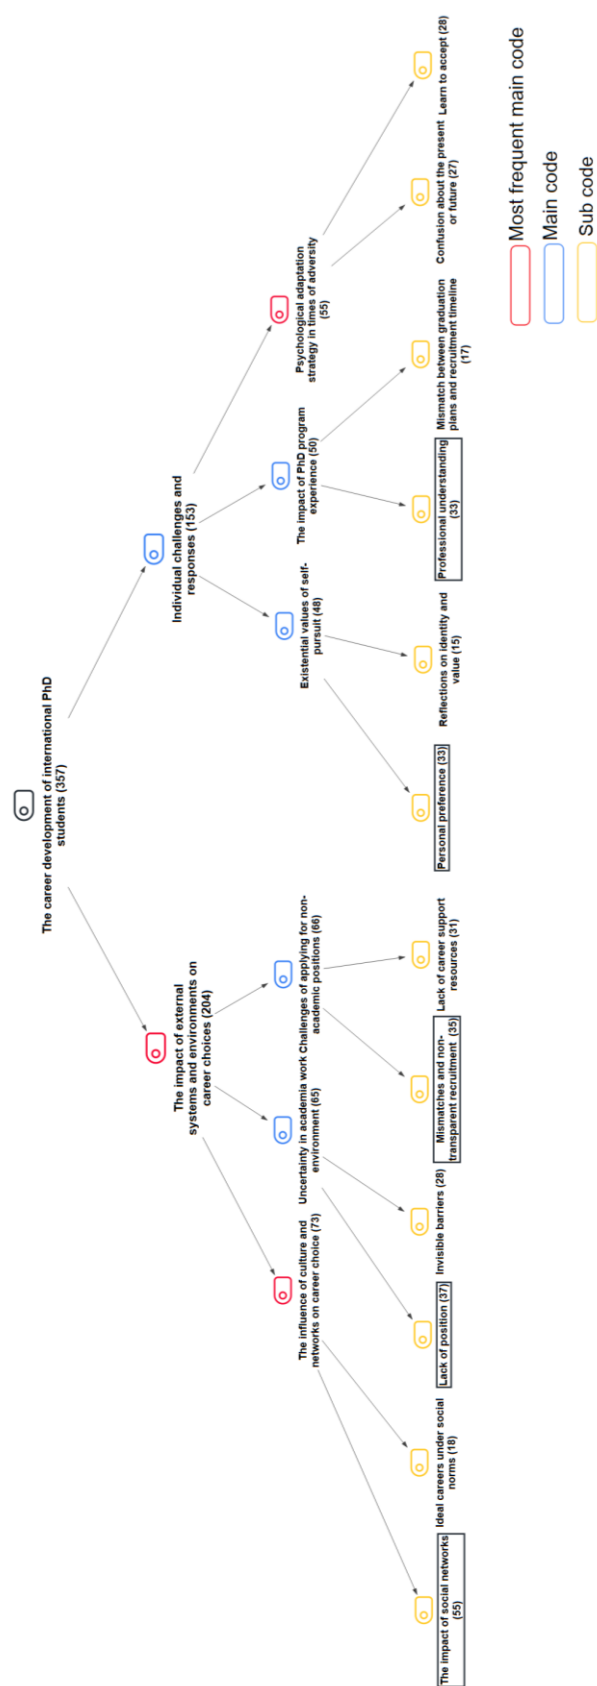 The career development of international PhD
students (357)
The impact of external
systems and environments on
career choices (204)
Individual challenges and
responses (153)
The influence of culture and
networks on career choice (73)
Uncertainty in academia work
environment (65)
Challenges of applying for non-
academic positions (66)
Existential values of self-
pursuit (48)
The impact of PhD program
experience (50)
Psychological adaptation
strategy in times of adversity
(55)
The impact of social networks
(55)
Ideal careers under social
norms (18)
Lack of position (37)
Invisible barriers (28)
Mismatches and non-
transparent recruitment (35)
Lack of career support
resources (31)
Personal preference (33)
Reflections on identity and
value (15)
Professional understanding
(33)
Mismatch between graduation
plans and recruitment timeline
(17)
Confusion about the present
or future (27)
Learn to accept (28)
Most frequent main code
Main code
Sub code